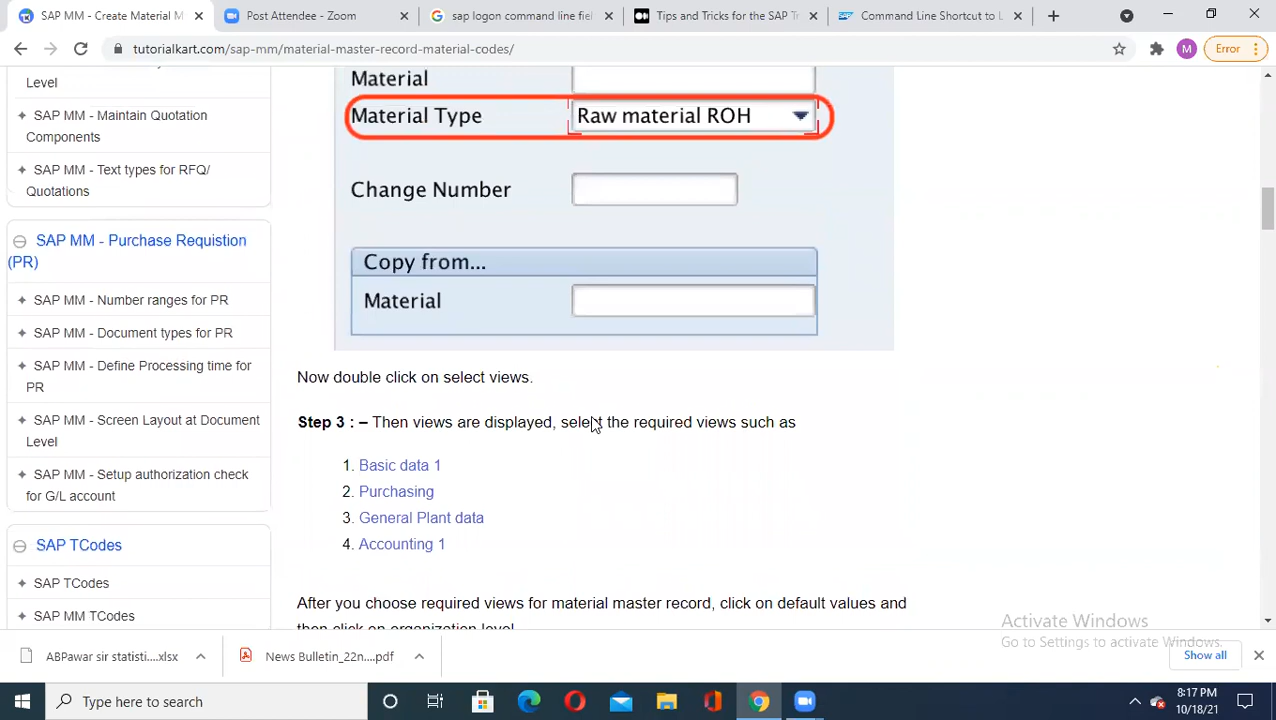 SAP MM - Create Material M
Post Attendee - Zoom
sap logon command line fiel
Tips and Tricks for the SAP T
Command Line Shortcut to L
tutorialkart.com/sap-mm/material-master-record-material-codes/
M
Error
Level
SAP MM - Maintain Quotation
Components
SAP MM - Text types for RFQ/
Quotations
SAP MM - Purchase Requistion
(PR)
SAP MM - Number ranges for PR
SAP MM - Document types for PR
SAP MM - Define Processing time for
PR
SAP MM - Screen Layout at Document
Level
SAP MM - Setup authorization check
for G/L account
SAP TCodes
SAP TCodes
SAP MM TCodes
Material
Material Type
Raw material ROH
Change Number
Copy from...
Material
Now double click on select views.
Step 3 : – Then views are displayed, select the required views such as
1. Basic data 1
2. Purchasing
3. General Plant data
4. Accounting 1
After you choose required views for material master record, click on default values and
then click on organization level
Activate Windows
Go to Settings to activate Windows.
ABPawar sir statisti....xlsx
News Bulletin_22n....pdf
Show all
Type here to search
8:17 PM
10/18/21